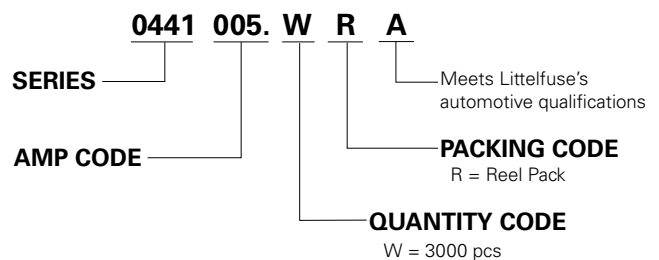 0441 005. W R A
SERIES
Meets Littelfuse's
automotive qualifications
AMP CODE
PACKING CODE
R = Reel Pack
QUANTITY CODE
W = 3000 pcs